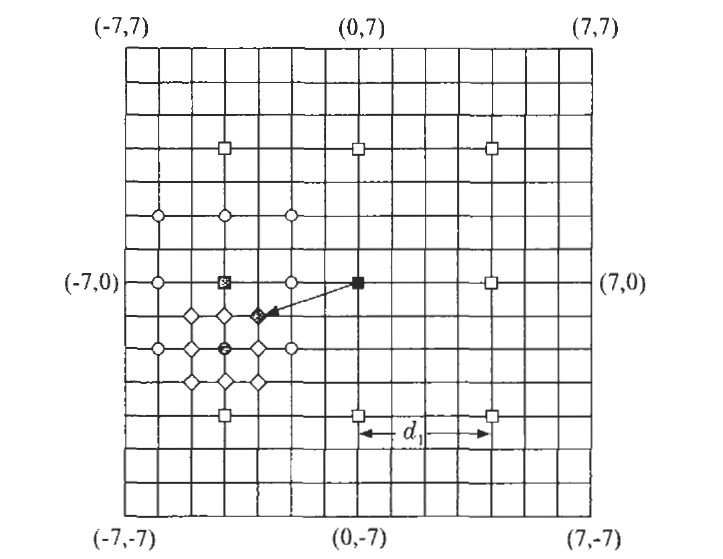 (-7,7) (0,7) (7,7)
(-7,0) (7,0)
d₁
(-7,-7) (0,-7) (7,-7)